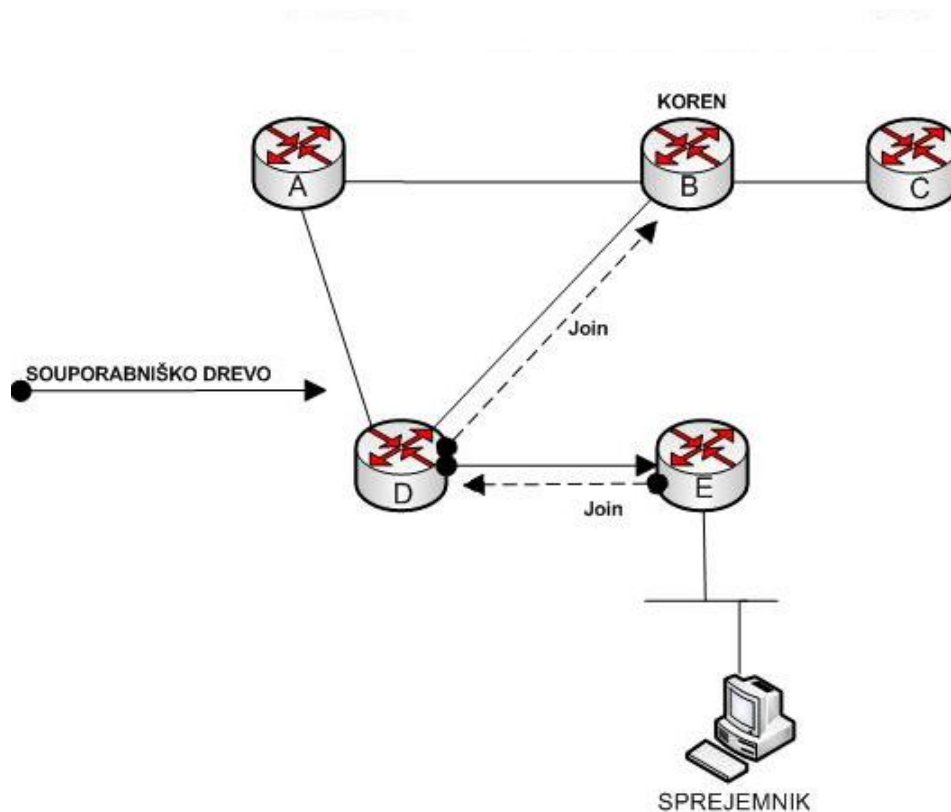 KOREN
A
B
C
Join
SOUPORABNIŠKO DREVO
D
E
Join
SPREJEMNIK